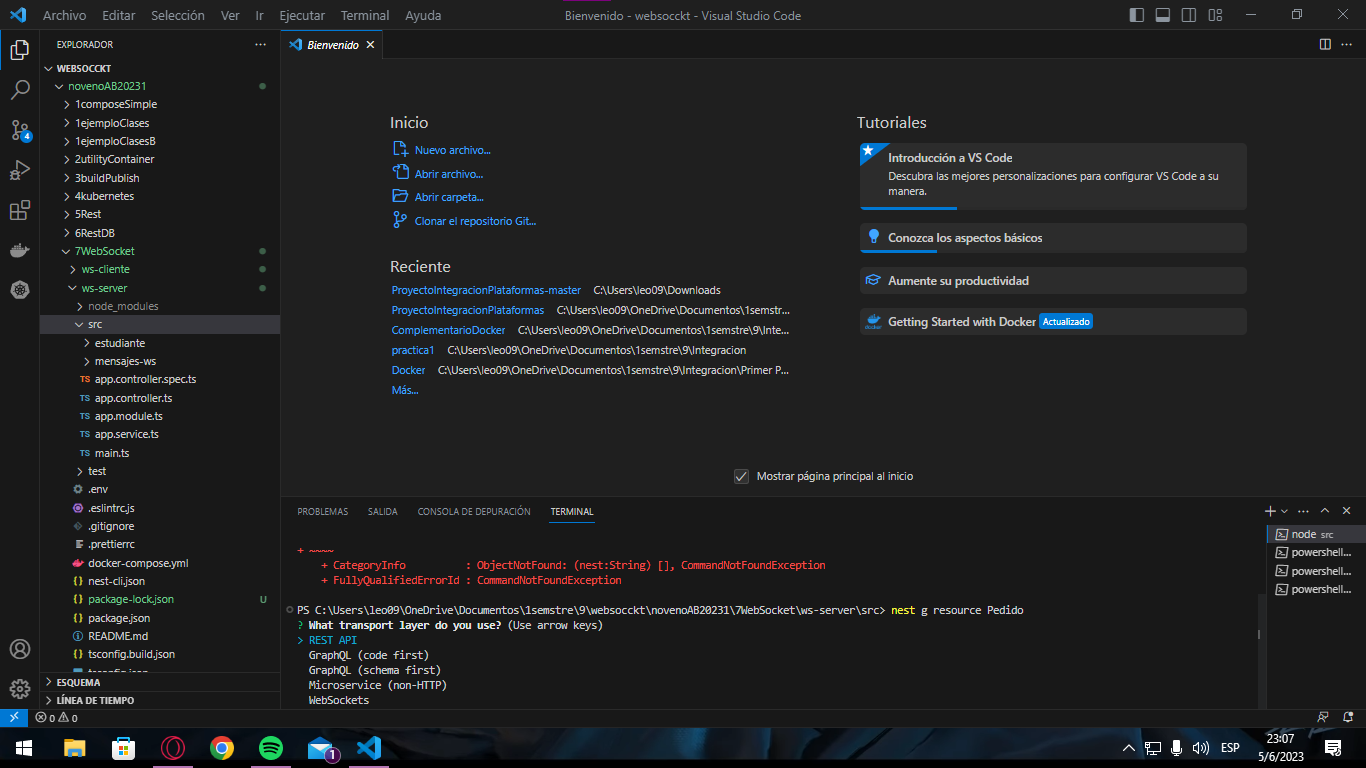 Archivo Editar Selección Ver Ir Ejecutar Terminal Ayuda
Bienvenido - websocckt - Visual Studio Code
EXPLORADOR
WEBSOCCKT
novenoAB20231
1composeSimple
1ejemploClases
1ejemploClasesB
2utilityContainer
3buildPublish
4kubernetes
5Rest
6RestDB
7WebSocket
ws-cliente
ws-server
node_modules
src
estudiante
mensajes-ws
TS app.controller.spec.ts
TS app.controller.ts
TS app.module.ts
TS app.service.ts
TS main.ts
test
.env
.eslintrc.js
.gitignore
.prettierrc
docker-compose.yml
{} nest-cli.json
{} package-lock.json U
{} package.json
README.md
{} tsconfig.build.json
tsconfig.json
ESQUEMA
LÍNEA DE TIEMPO
4
Bienvenido
Inicio
Nuevo archivo...
Abrir archivo...
Abrir carpeta...
Clonar el repositorio Git...
Reciente
ProyectoIntegracionPlataformas-master C:\Users\leo09\Downloads
ProyectoIntegracionPlataformas C:\Users\leo09\OneDrive\Documentos\1semstr...
ComplementarioDocker C:\Users\leo09\OneDrive\Documentos\1semstre\9\Inte...
practica1 C:\Users\leo09\OneDrive\Documentos\1semstre\9\Integracion
Docker C:\Users\leo09\OneDrive\Documentos\1semstre\9\Integracion\Primer P...
Más...
Tutoriales
Introducción a VS Code
Descubra las mejores personalizaciones para configurar VS Code a su
manera.
Conozca los aspectos básicos
Aumente su productividad
docker
Getting Started with Docker Actualizado
Mostrar página principal al inicio
PROBLEMAS SALIDA CONSOLA DE DEPURACIÓN TERMINAL
+ ~~~~
+ CategoryInfo : ObjectNotFound: (nest:String) [], CommandNotFoundException
+ FullyQualifiedErrorId : CommandNotFoundException
PS C:\Users\leo09\OneDrive\Documentos\1semstre\9\websocckt\novenoAB20231\7WebSocket\ws-server\src> nest g resource Pedido
? What transport layer do you use? (Use arrow keys)
> REST API
GraphQL (code first)
GraphQL (schema first)
Microservice (non-HTTP)
WebSockets
node src
powershell...
powershell...
powershell...
0 0
1
ESP
23:07
5/6/2023